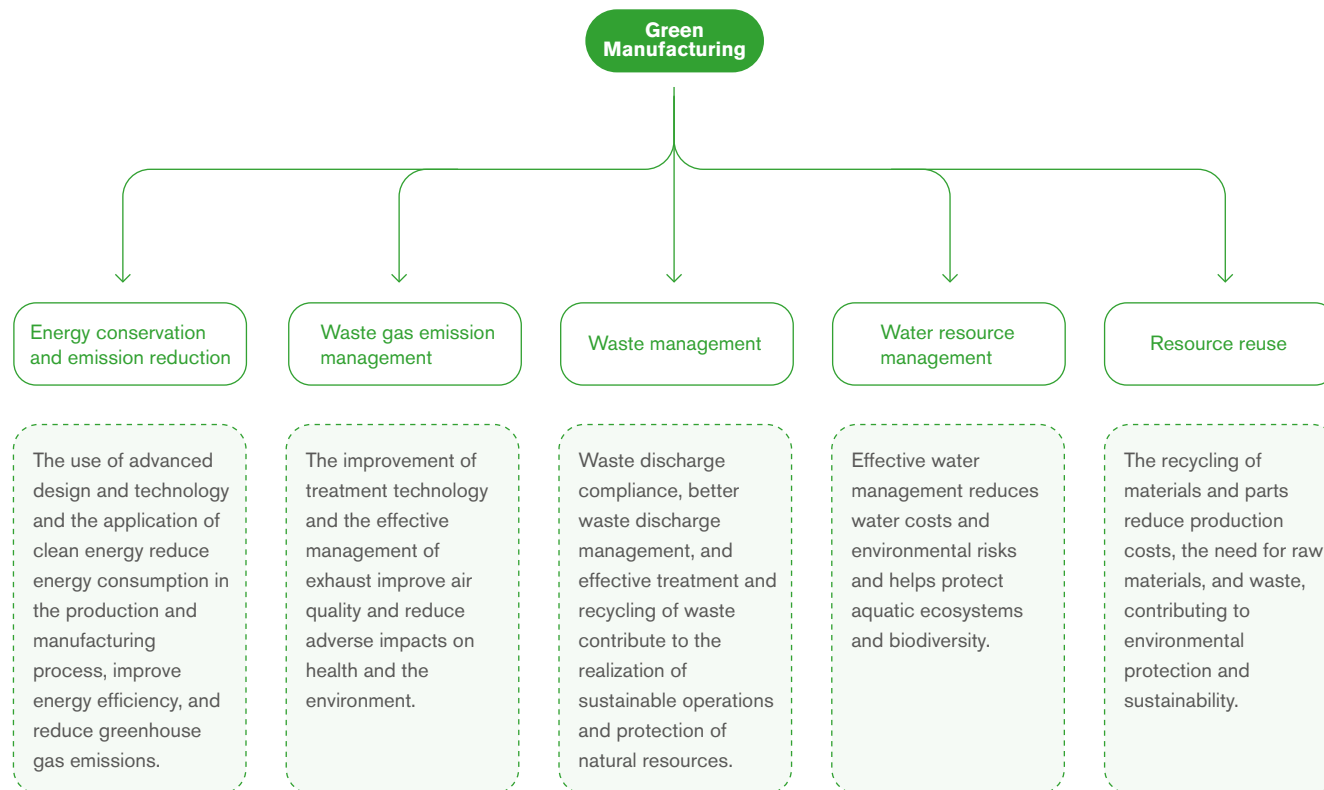 Green
Manufacturing
Energy conservation
and emission reduction
Waste gas emission
management
Waste management
Water resource
management
Resource reuse
The use of advanced
design and technology
and the application of
clean energy reduce
energy consumption in
the production and
manufacturing
process, improve
energy efficiency, and
reduce greenhouse
gas emissions.
The improvement of
treatment technology
and the effective
management of
exhaust improve air
quality and reduce
adverse impacts on
health and the
environment.
Waste discharge
compliance, better
waste discharge
management, and
effective treatment and
recycling of waste
contribute to the
realization of
sustainable operations
and protection of
natural resources.
Effective water
management reduces
water costs and
environmental risks
and helps protect
aquatic ecosystems
and biodiversity.
The recycling of
materials and parts
reduce production
costs, the need for raw
materials, and waste,
contributing to
environmental
protection and
sustainability.